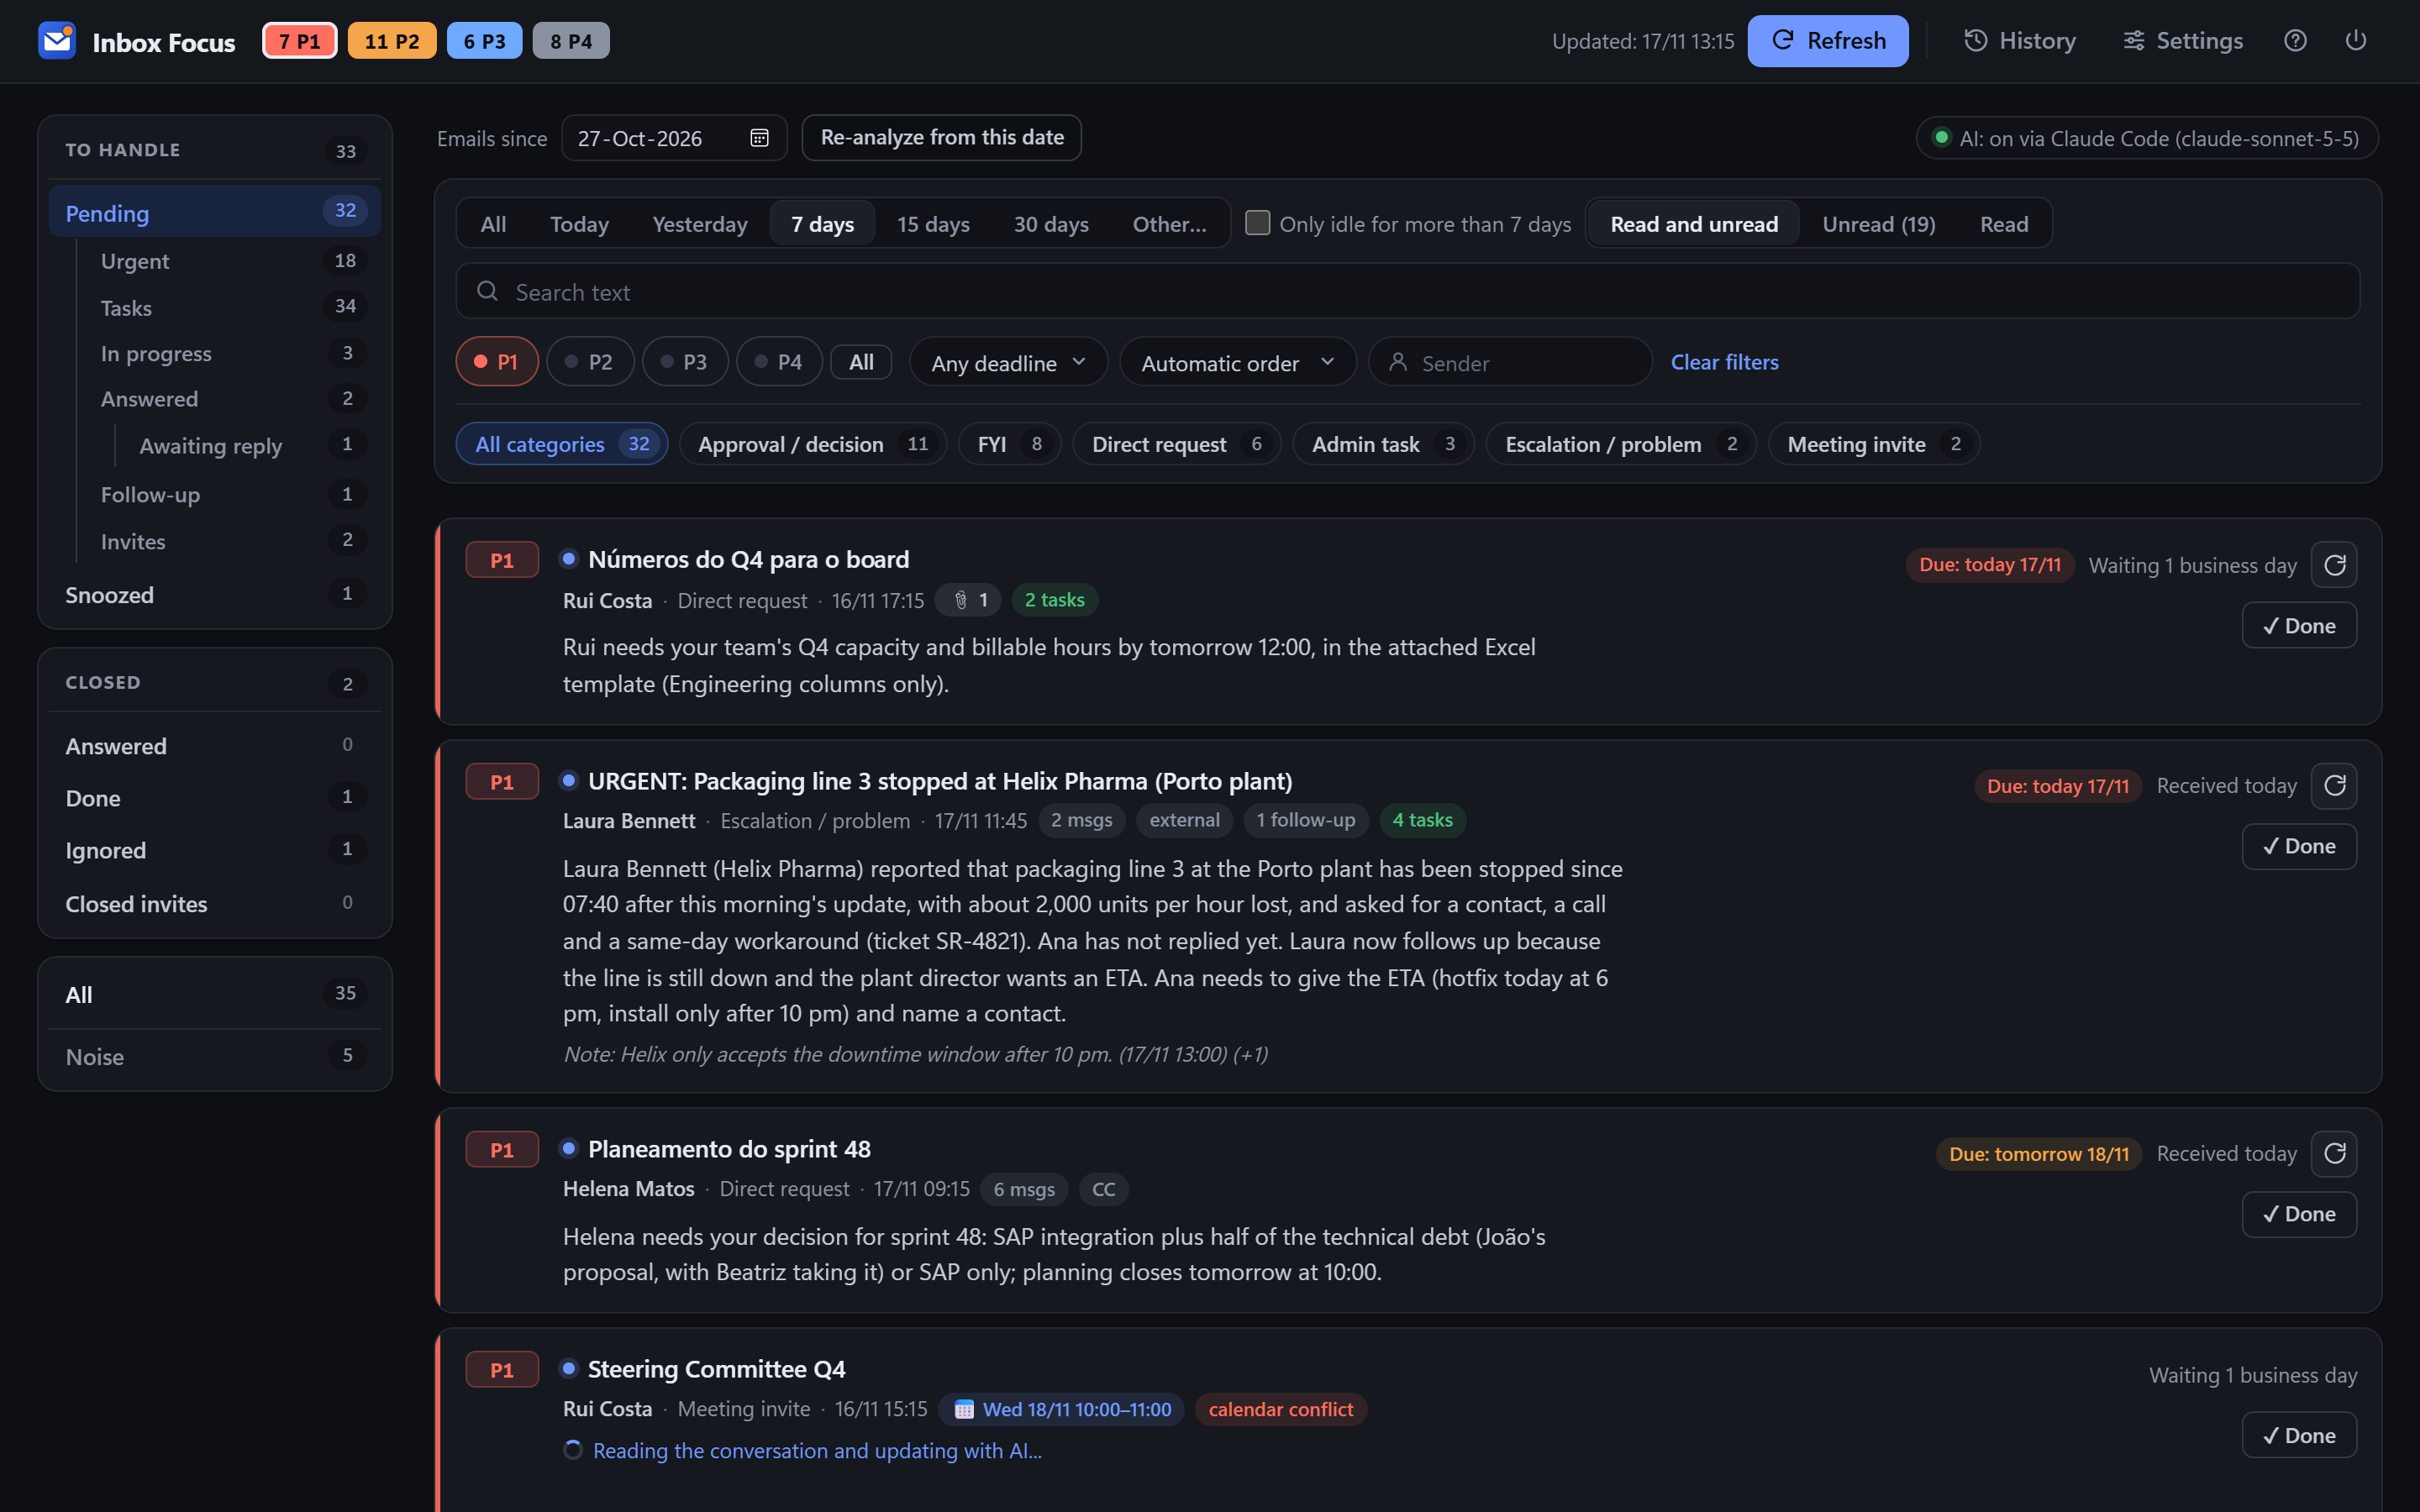 Inbox Focus
7 P1
11 P2
6 P3
8 P4
Updated: 17/11 13:15
Refresh
History
Settings
TO HANDLE 33
Pending 32
Urgent 18
Tasks 34
In progress 3
Answered 2
Awaiting reply 1
Follow-up 1
Invites 2
Snoozed 1
CLOSED 2
Answered 0
Done 1
Ignored 1
Closed invites 0
All 35
Noise 5
Emails since 27-Oct-2026 Re-analyze from this date
AI: on via Claude Code (claude-sonnet-5-5)
All Today Yesterday 7 days 15 days 30 days Other... Only idle for more than 7 days Read and unread Unread (19) Read
Search text
P1 P2 P3 P4 All Any deadline Automatic order Sender Clear filters
All categories 32 Approval / decision 11 FYI 8 Direct request 6 Admin task 3 Escalation / problem 2 Meeting invite 2
P1 Números do Q4 para o board Due: today 17/11 Waiting 1 business day
Rui Costa · Direct request · 16/11 17:15 1 2 tasks
✓ Done
Rui needs your team's Q4 capacity and billable hours by tomorrow 12:00, in the attached Excel
template (Engineering columns only).
P1 URGENT: Packaging line 3 stopped at Helix Pharma (Porto plant) Due: today 17/11 Received today
Laura Bennett · Escalation / problem · 17/11 11:45 2 msgs external 1 follow-up 4 tasks
✓ Done
Laura Bennett (Helix Pharma) reported that packaging line 3 at the Porto plant has been stopped since
07:40 after this morning's update, with about 2,000 units per hour lost, and asked for a contact, a call
and a same-day workaround (ticket SR-4821). Ana has not replied yet. Laura now follows up because
the line is still down and the plant director wants an ETA. Ana needs to give the ETA (hotfix today at 6
pm, install only after 10 pm) and name a contact.
Note: Helix only accepts the downtime window after 10 pm. (17/11 13:00) (+1)
P1 Planeamento do sprint 48 Due: tomorrow 18/11 Received today
Helena Matos · Direct request · 17/11 09:15 6 msgs CC
✓ Done
Helena needs your decision for sprint 48: SAP integration plus half of the technical debt (João's
proposal, with Beatriz taking it) or SAP only; planning closes tomorrow at 10:00.
P1 Steering Committee Q4 Waiting 1 business day
Rui Costa · Meeting invite · 16/11 15:15 Wed 18/11 10:00–11:00 calendar conflict
✓ Done
Reading the conversation and updating with AI...